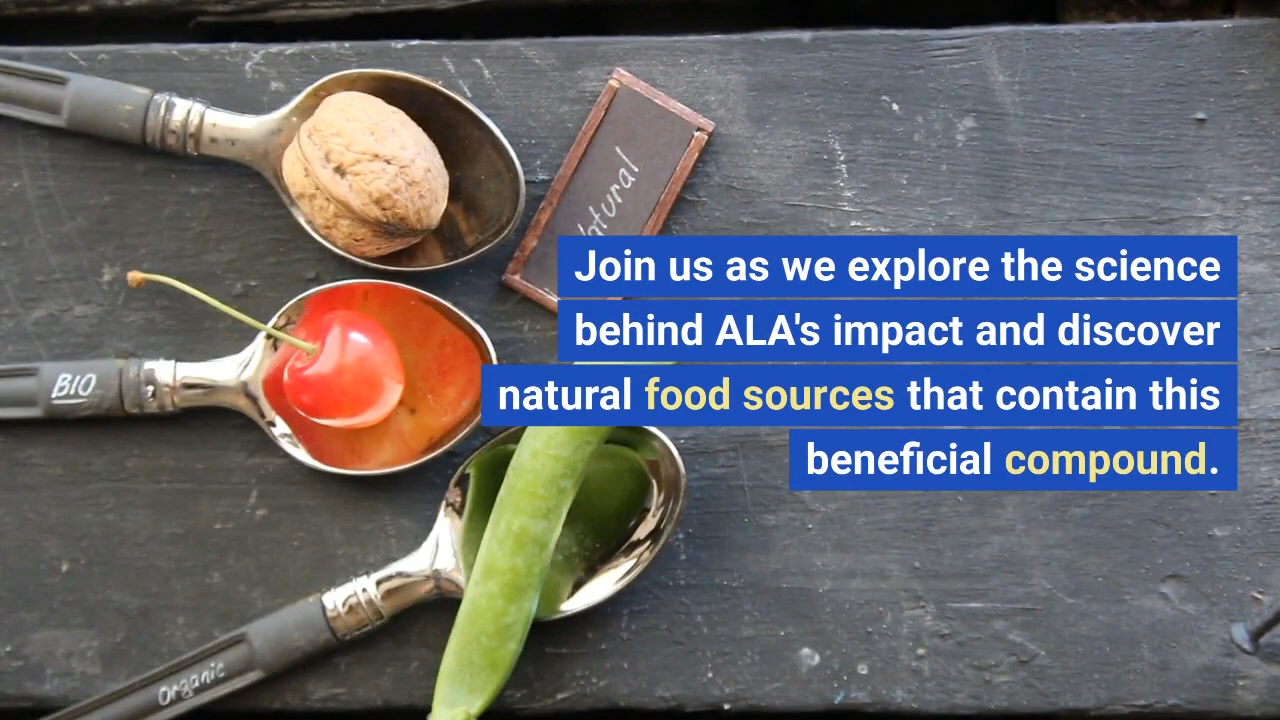 Join us as we explore the science
behind ALA's impact and discover
natural food sources that contain this
beneficial compound.
BIO
Organic